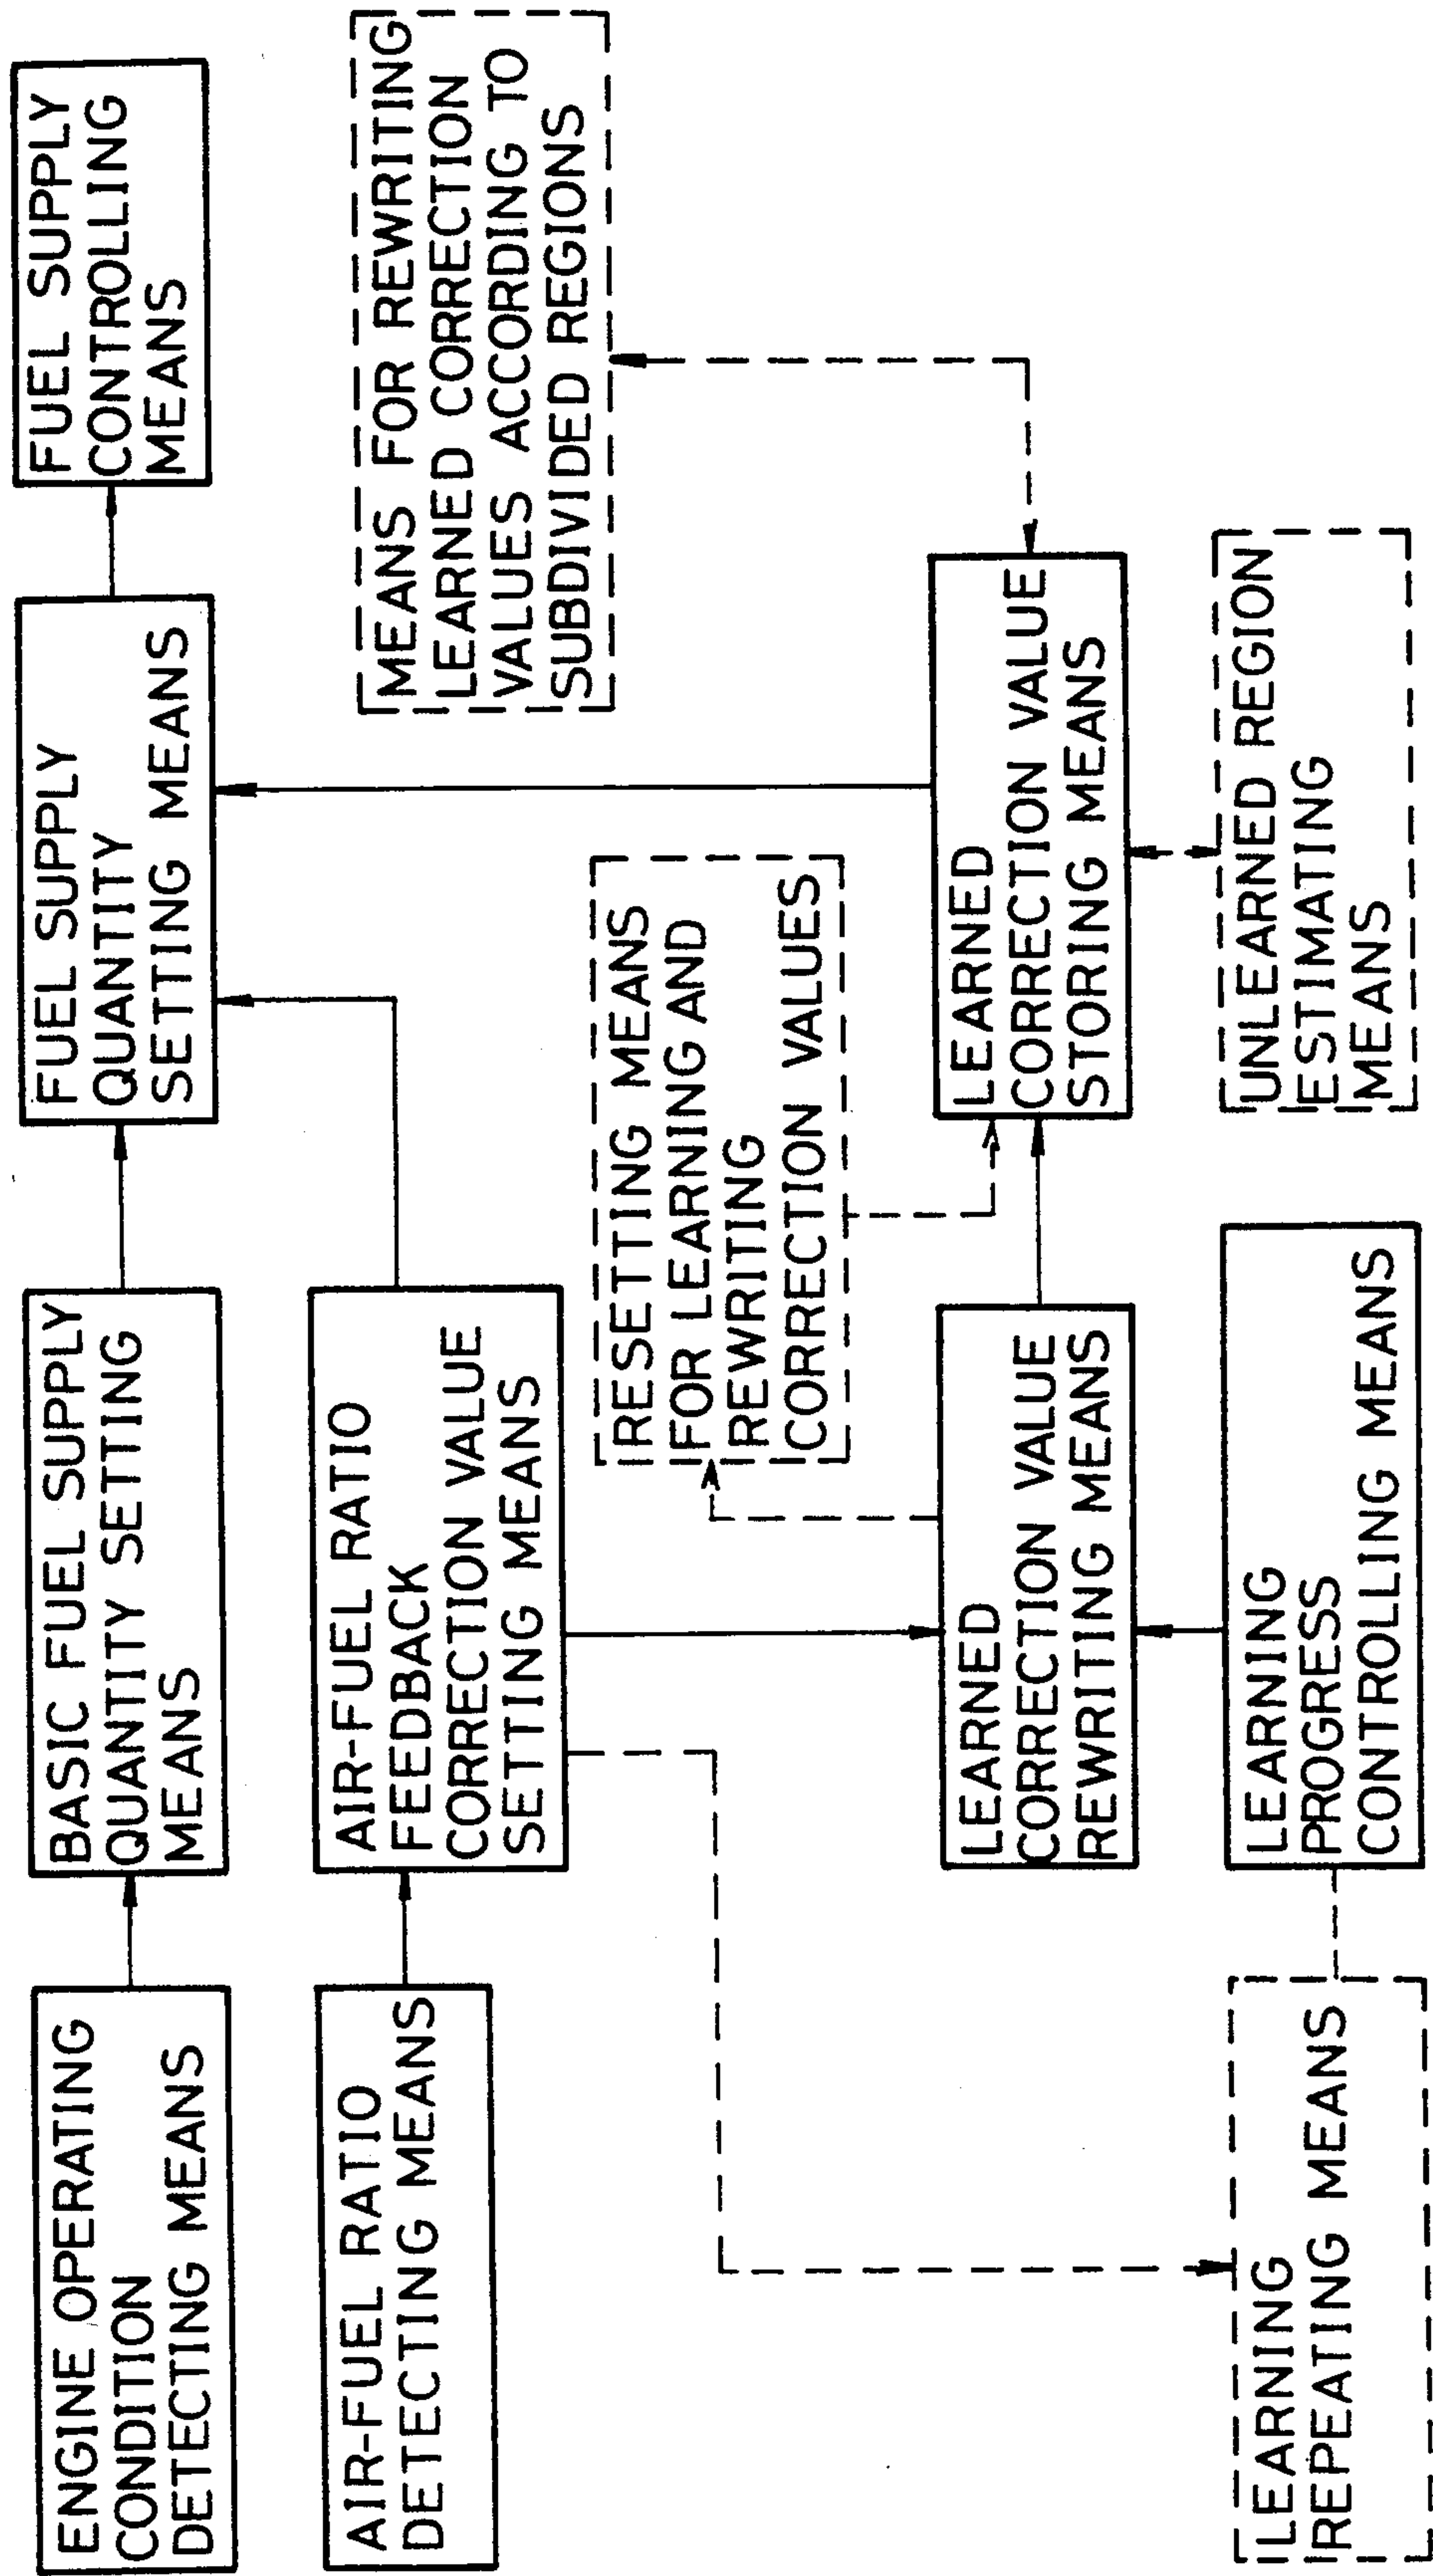 ENGINE OPERATING
CONDITION
DETECTING MEANS
BASIC FUEL SUPPLY
QUANTITY SETTING
MEANS
FUEL SUPPLY
QUANTITY
SETTING MEANS
FUEL SUPPLY
CONTROLLING
MEANS
AIR-FUEL RATIO
DETECTING MEANS
AIR-FUEL RATIO
FEEDBACK
CORRECTION VALUE
SETTING MEANS
MEANS FOR REWRITING
LEARNED CORRECTION
VALUES ACCORDING TO
SUBDIVIDED REGIONS
RESETTING MEANS
FOR LEARNING AND
REWRITING
CORRECTION VALUES
LEARNED
CORRECTION VALUE
REWRITING MEANS
LEARNED
CORRECTION VALUE
STORING MEANS
LEARNING
REPEATING MEANS
LEARNING
PROGRESS
CONTROLLING MEANS
UNLEARNED REGION
ESTIMATING
MEANS